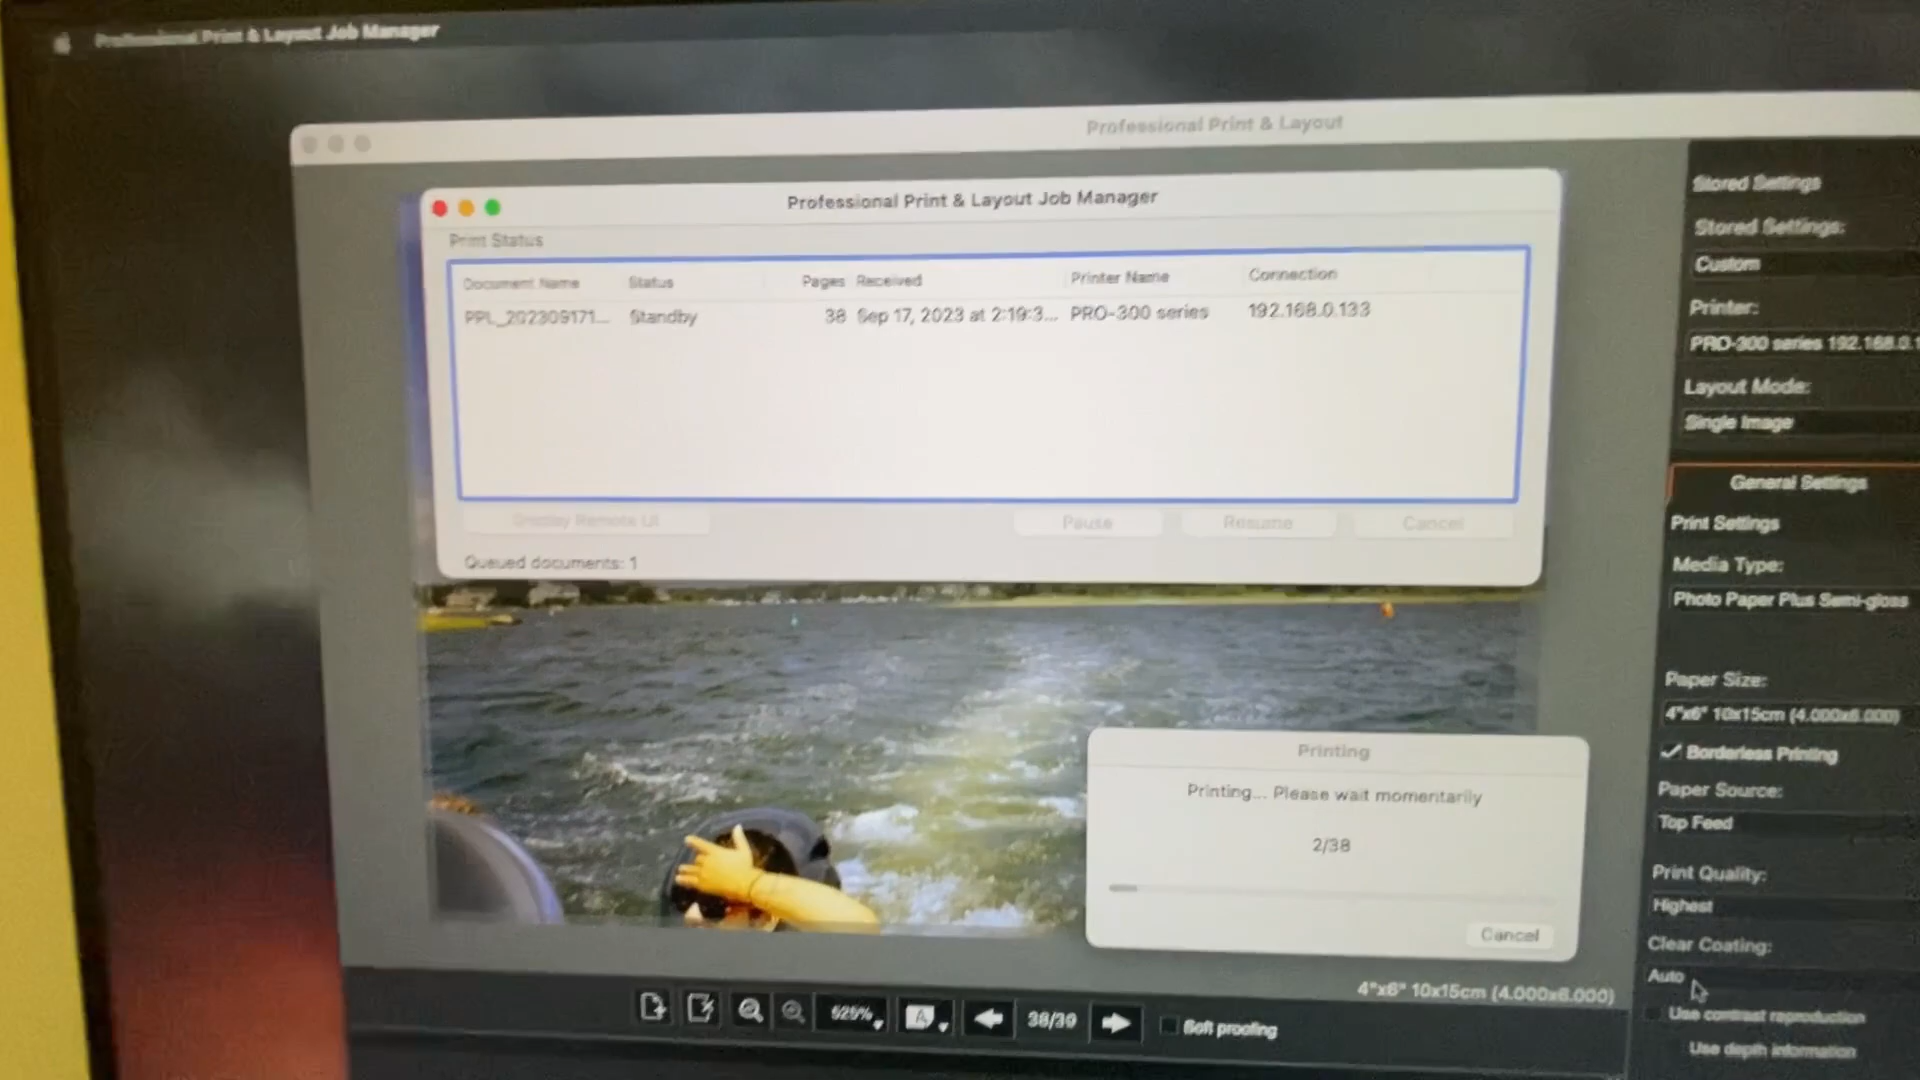 Professional Print & Layout Job Manager
Professional Print & Layout
Professional Print & Layout Job Manager
Print Status
Document Name Status Pages Received Printer Name Connection
PPL_202309171... Standby 38 Sep 17, 2023 at 2:19:3... PRO-300 series 192.168.0.133
Display Remote UI Pause Resume Cancel
Queued documents: 1
Printing
Printing... Please wait momentarily
2/38
Cancel
4"x6" 10x15cm (4.000x6.000)
A 38/39 Soft proofing
Stored Settings
Stored Settings:
Custom
Printer:
PRO-300 series 192.168.0.1
Layout Mode:
Single Image
General Settings
Print Settings
Media Type:
Photo Paper Plus Semi-gloss
Paper Size:
4"x6" 10x15cm (4.000x6.000)
Borderless Printing
Paper Source:
Top Feed
Print Quality:
Highest
Clear Coating:
Auto
Use contrast reproduction
Use depth information